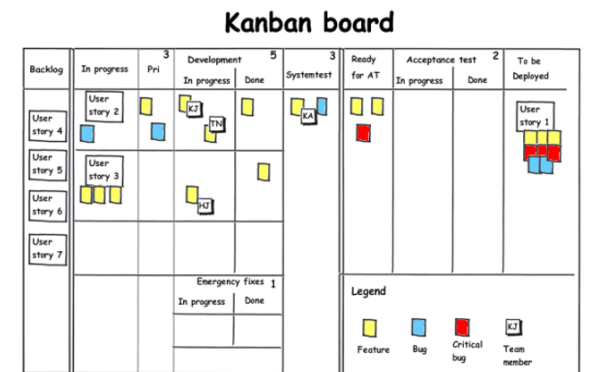 Kanban board
Backlog
In progress
3
Pri
Development
5
In progress
Done
3
Systemtest
Ready
for AT
Acceptance test
2
In progress
Done
To be
Deployed
User
story 4
User
story 5
User
story 6
User
story 7
User
story 2
User
story 3
KJ
TN
HJ
KA
User
story 1
Emergency fixes
1
In progress
Done
Legend
Feature
Bug
Critical
bug
KJ
Team
member